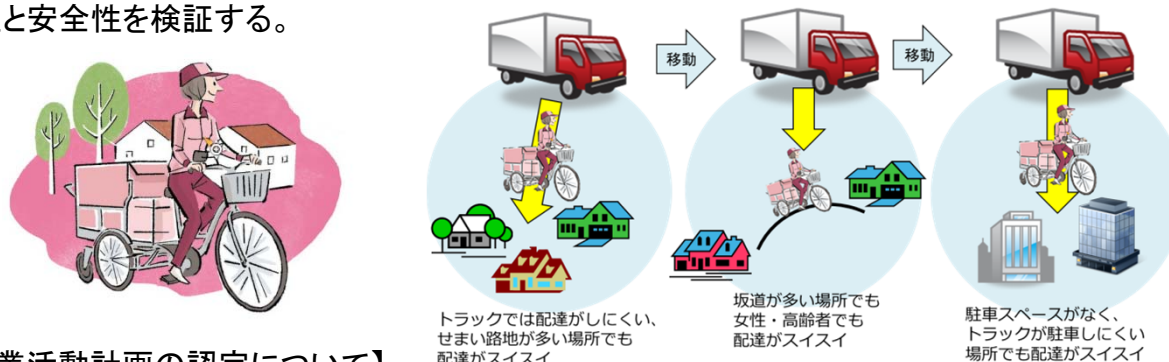 と安全性を検証する。
移動
移動
トラックでは配達がしにくい、
せまい路地が多い場所でも
配達がスイスイ
坂道が多い場所でも
女性・高齢者でも
配達がスイスイ
駐車スペースがなく、
トラックが駐車しにくい
場所でも配達がスイスイ
業活動計画の認定について】